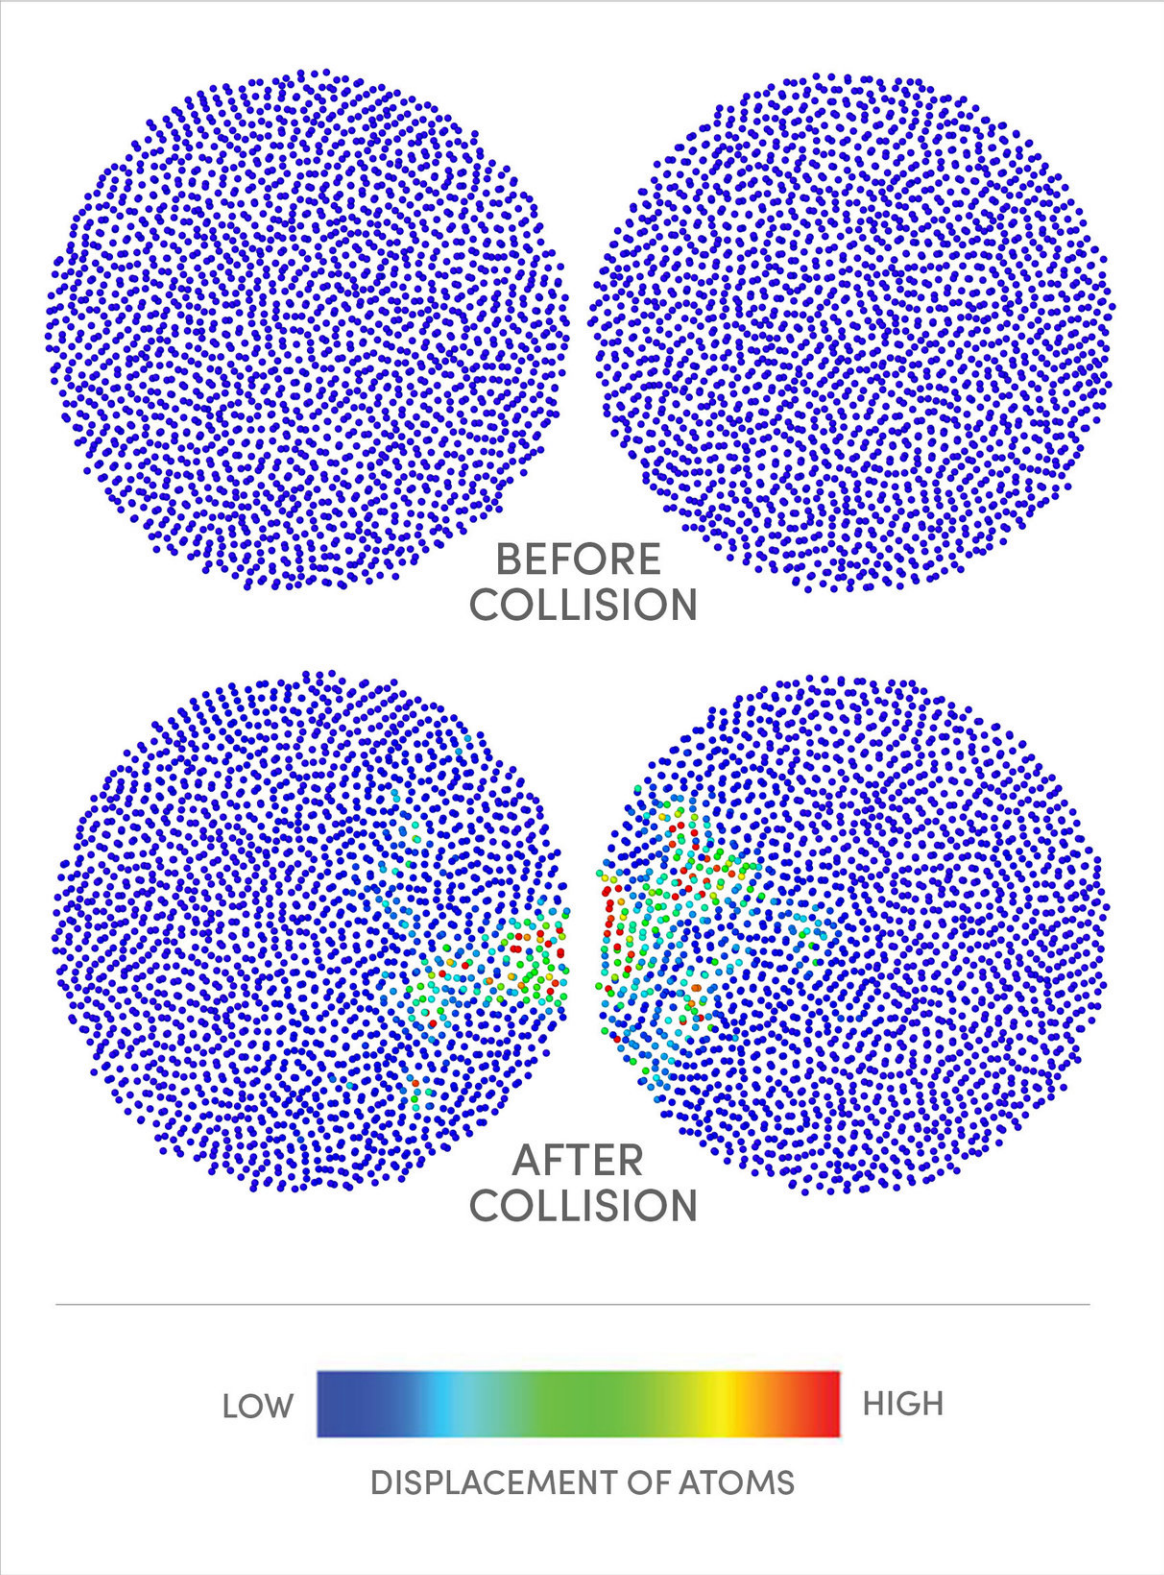 BEFORE
COLLISION
AFTER
COLLISION
LOW
HIGH
DISPLACEMENT OF ATOMS